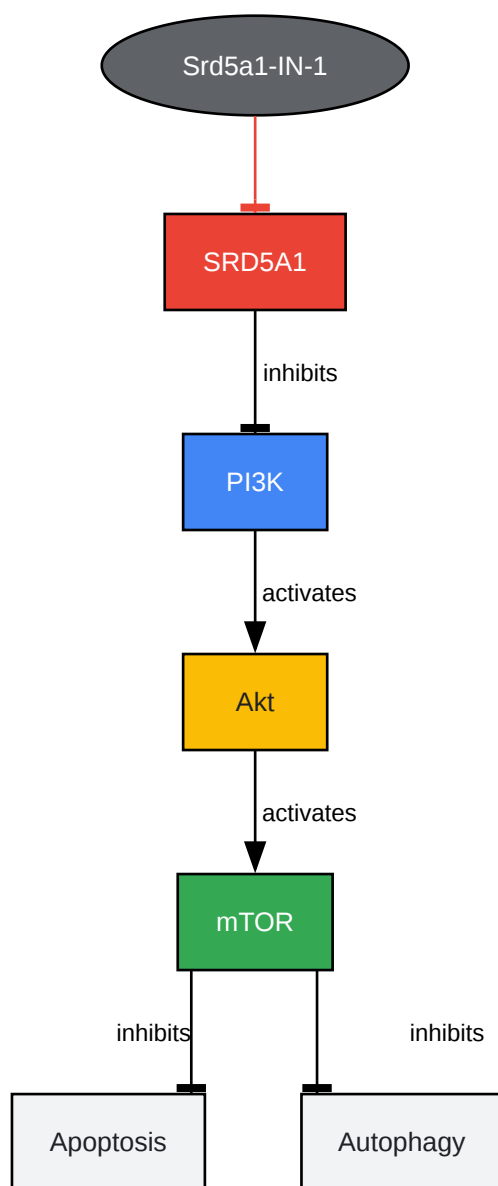 Srd5a1-IN-1
SRD5A1
inhibits
PI3K
activates
Akt
activates
mTOR
inhibits
inhibits
Apoptosis
Autophagy